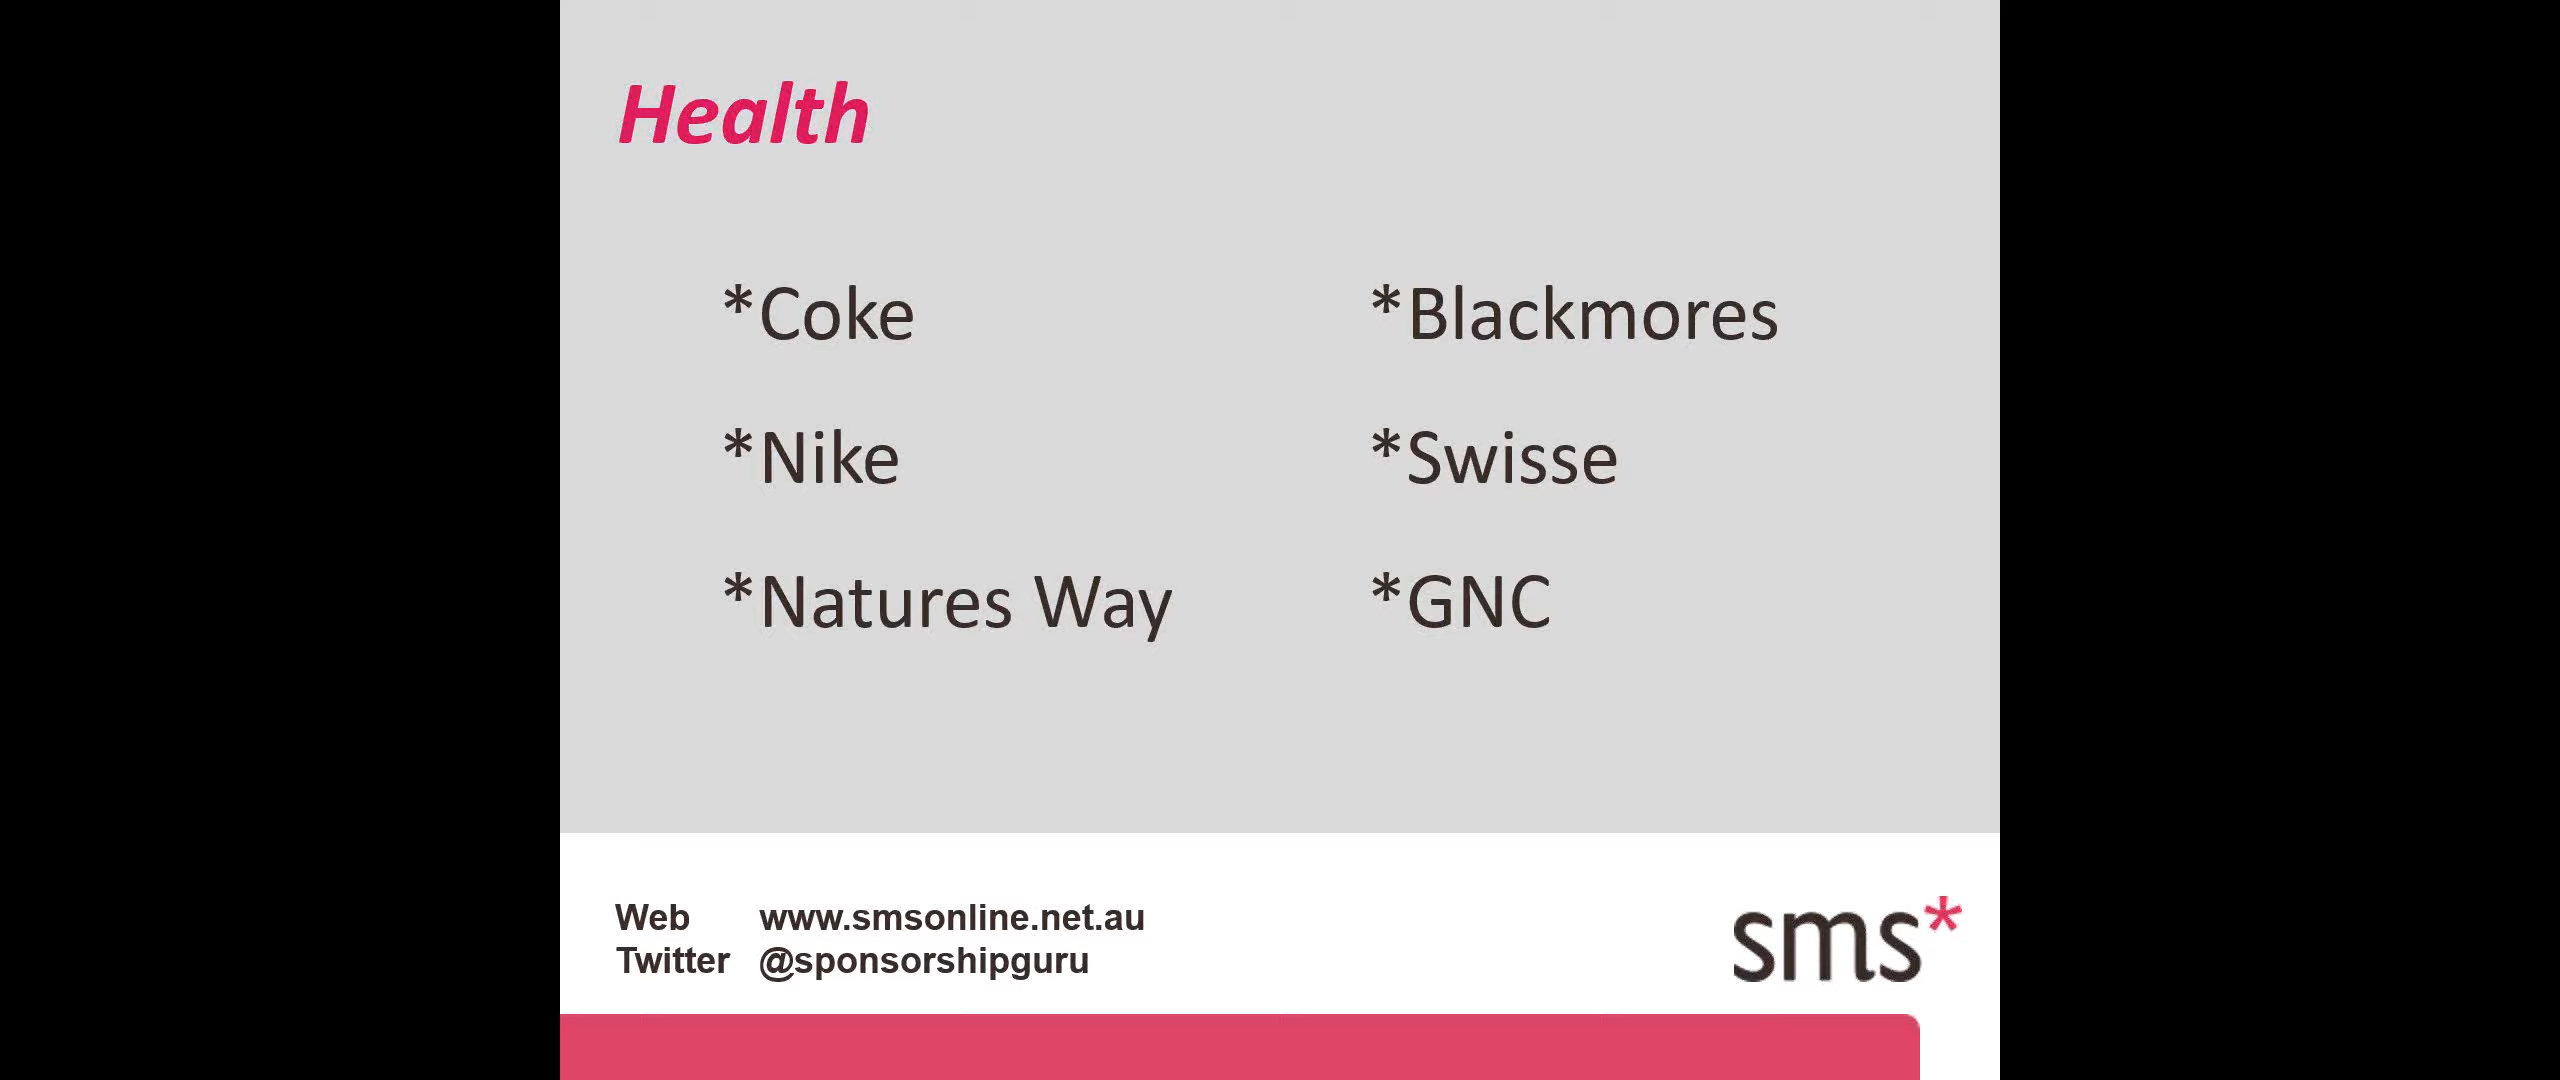 Health
*Coke
*Nike
*Natures Way
*Blackmores
*Swisse
*GNC
Web www.smsonline.net.au
Twitter @sponsorshipguru
sms*